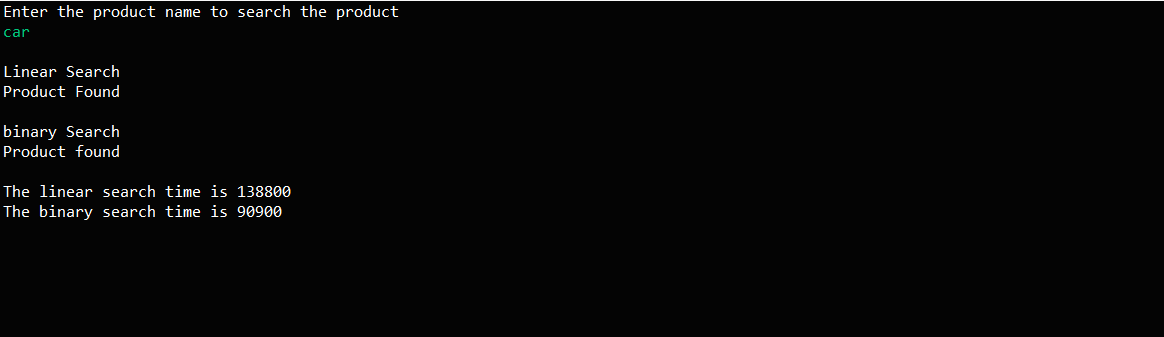 Enter the product name to search the product
car
Linear Search
Product Found
binary Search
Product found
The linear search time is 138800
The binary search time is 90900